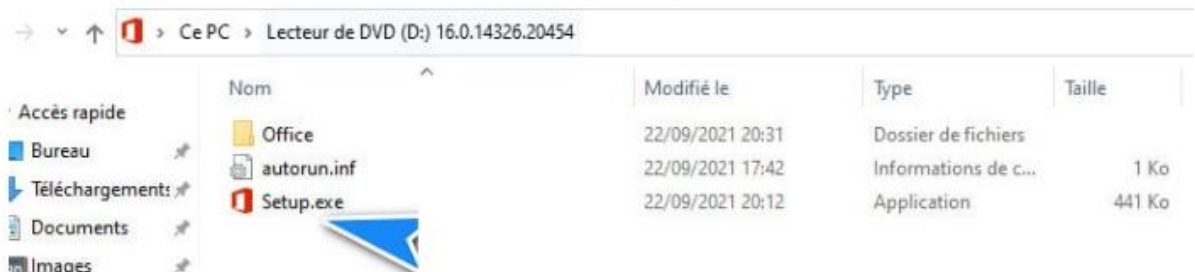 Ce PC > Lecteur de DVD (D:) 16.0.14326.20454
Nom Modifié le Type Taille
Accès rapide
Office 22/09/2021 20:31 Dossier de fichiers
Bureau
autorun.inf 22/09/2021 17:42 Informations de c... 1 Ko
Téléchargements
Setup.exe 22/09/2021 20:12 Application 441 Ko
Documents
Images